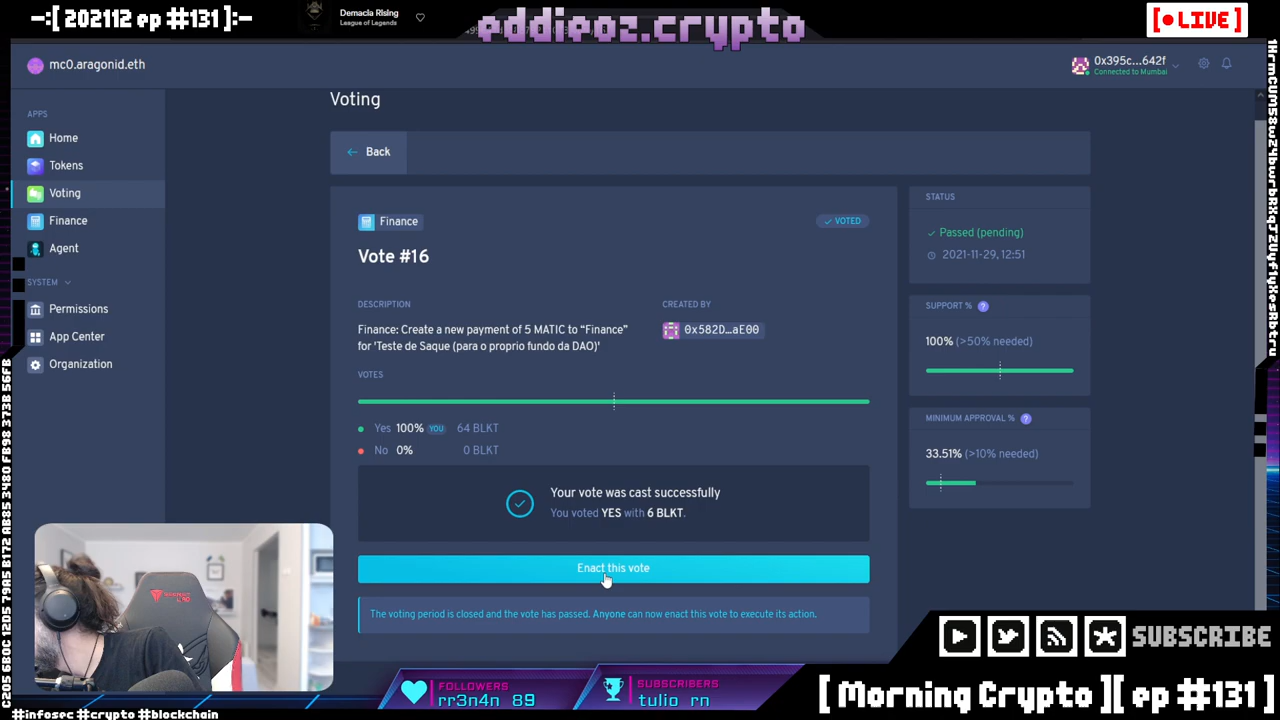 -:[ 202112 ep #131 ]:-
Demacia Rising
League of Legends
eddieoz.crypto
[● LIVE]
mc0.aragonid.eth
0x395c...642f
Connected to Mumbai
APPS
Home
Tokens
Voting
Finance
Agent
SYSTEM
Permissions
App Center
Organization
Voting
← Back
Finance
✓ VOTED
Vote #16
DESCRIPTION
Finance: Create a new payment of 5 MATIC to “Finance”
for 'Teste de Saque (para o proprio fundo da DAO)'
CREATED BY
0x582D…aE00
VOTES
Yes 100% YOU 64 BLKT
No 0% 0 BLKT
Your vote was cast successfully
You voted YES with 6 BLKT.
Enact this vote
The voting period is closed and the vote has passed. Anyone can now enact this vote to execute its action.
STATUS
✓ Passed (pending)
2021-11-29, 12:51
SUPPORT % ?
100% (>50% needed)
MINIMUM APPROVAL % ?
33.51% (>10% needed)
SUBSCRIBE
FOLLOWERS
rr3n4n 89
SUBSCRIBERS
tulio rn
[ Morning Crypto ][ ep #131 ]
#infosec #crypto #blockchain